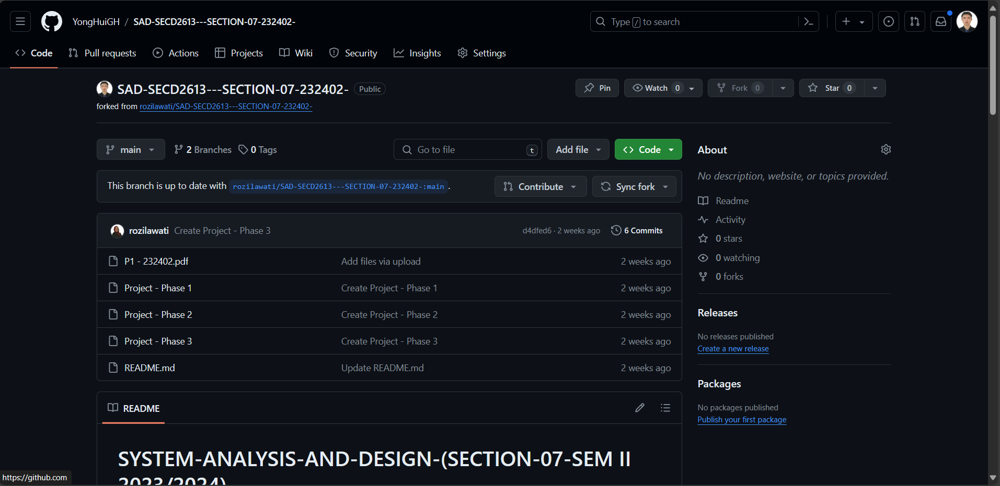 YongHuiGH / SAD-SECD2613---SECTION-07-232402-
Type / to search
Code
Pull requests
Actions
Projects
Wiki
Security
Insights
Settings
SAD-SECD2613---SECTION-07-232402- Public
Pin
Watch 0
Fork 0
Star 0
forked from rozilawati/SAD-SECD2613---SECTION-07-232402-
main
2 Branches
0 Tags
Go to file t
Add file
Code
This branch is up to date with rozilawati/SAD-SECD2613---SECTION-07-232402-:main .
Contribute
Sync fork
rozilawati Create Project - Phase 3 d4dfed6 · 2 weeks ago 6 Commits
P1 - 232402.pdf Add files via upload 2 weeks ago
Project - Phase 1 Create Project - Phase 1 2 weeks ago
Project - Phase 2 Create Project - Phase 2 2 weeks ago
Project - Phase 3 Create Project - Phase 3 2 weeks ago
README.md Update README.md 2 weeks ago
README
SYSTEM-ANALYSIS-AND-DESIGN-(SECTION-07-SEM II
2023/2024)
About
No description, website, or topics provided.
Readme
Activity
0 stars
0 watching
0 forks
Releases
No releases published
Create a new release
Packages
No packages published
Publish your first package
https://github.com